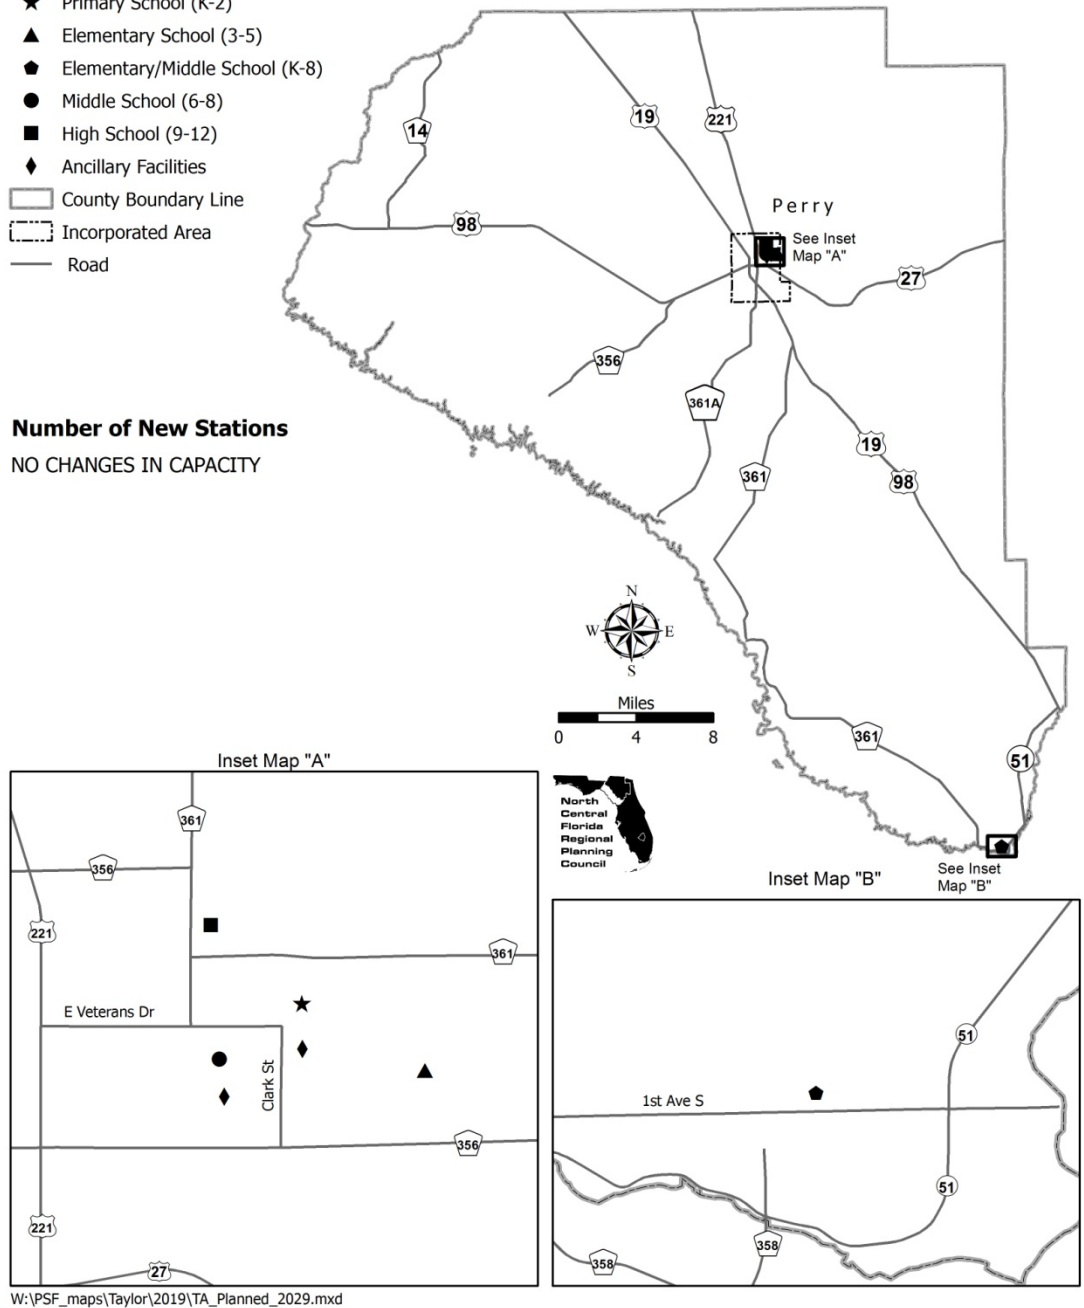 Primary School (K-2)
Elementary School (3-5)
Elementary/Middle School (K-8)
Middle School (6-8)
High School (9-12)
Ancillary Facilities
County Boundary Line
Incorporated Area
Road
Number of New Stations
NO CHANGES IN CAPACITY
14
19
221
98
Perry
See Inset
Map "A"
27
356
361A
19
361
98
N
W E
S
Miles
0 4 8
361
51
North
Central
Florida
Regional
Planning
Council
See Inset
Map "B"
Inset Map "A"
361
356
221
361
E Veterans Dr
Clark St
356
221
27
Inset Map "B"
51
1st Ave S
51
358
358
W:\PSF_maps\Taylor\2019\TA_Planned_2029.mxd